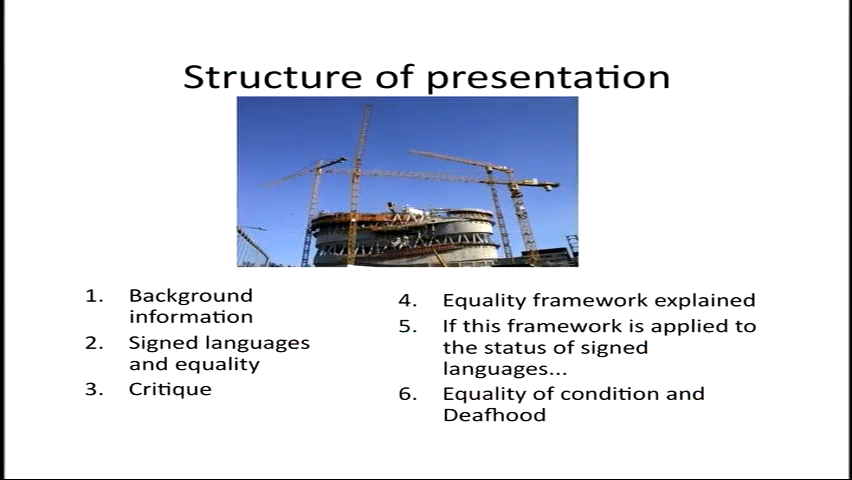 Structure of presentation
1. Background
information
2. Signed languages
and equality
3. Critique
4. Equality framework explained
5. If this framework is applied to
the status of signed
languages...
6. Equality of condition and
Deafhood